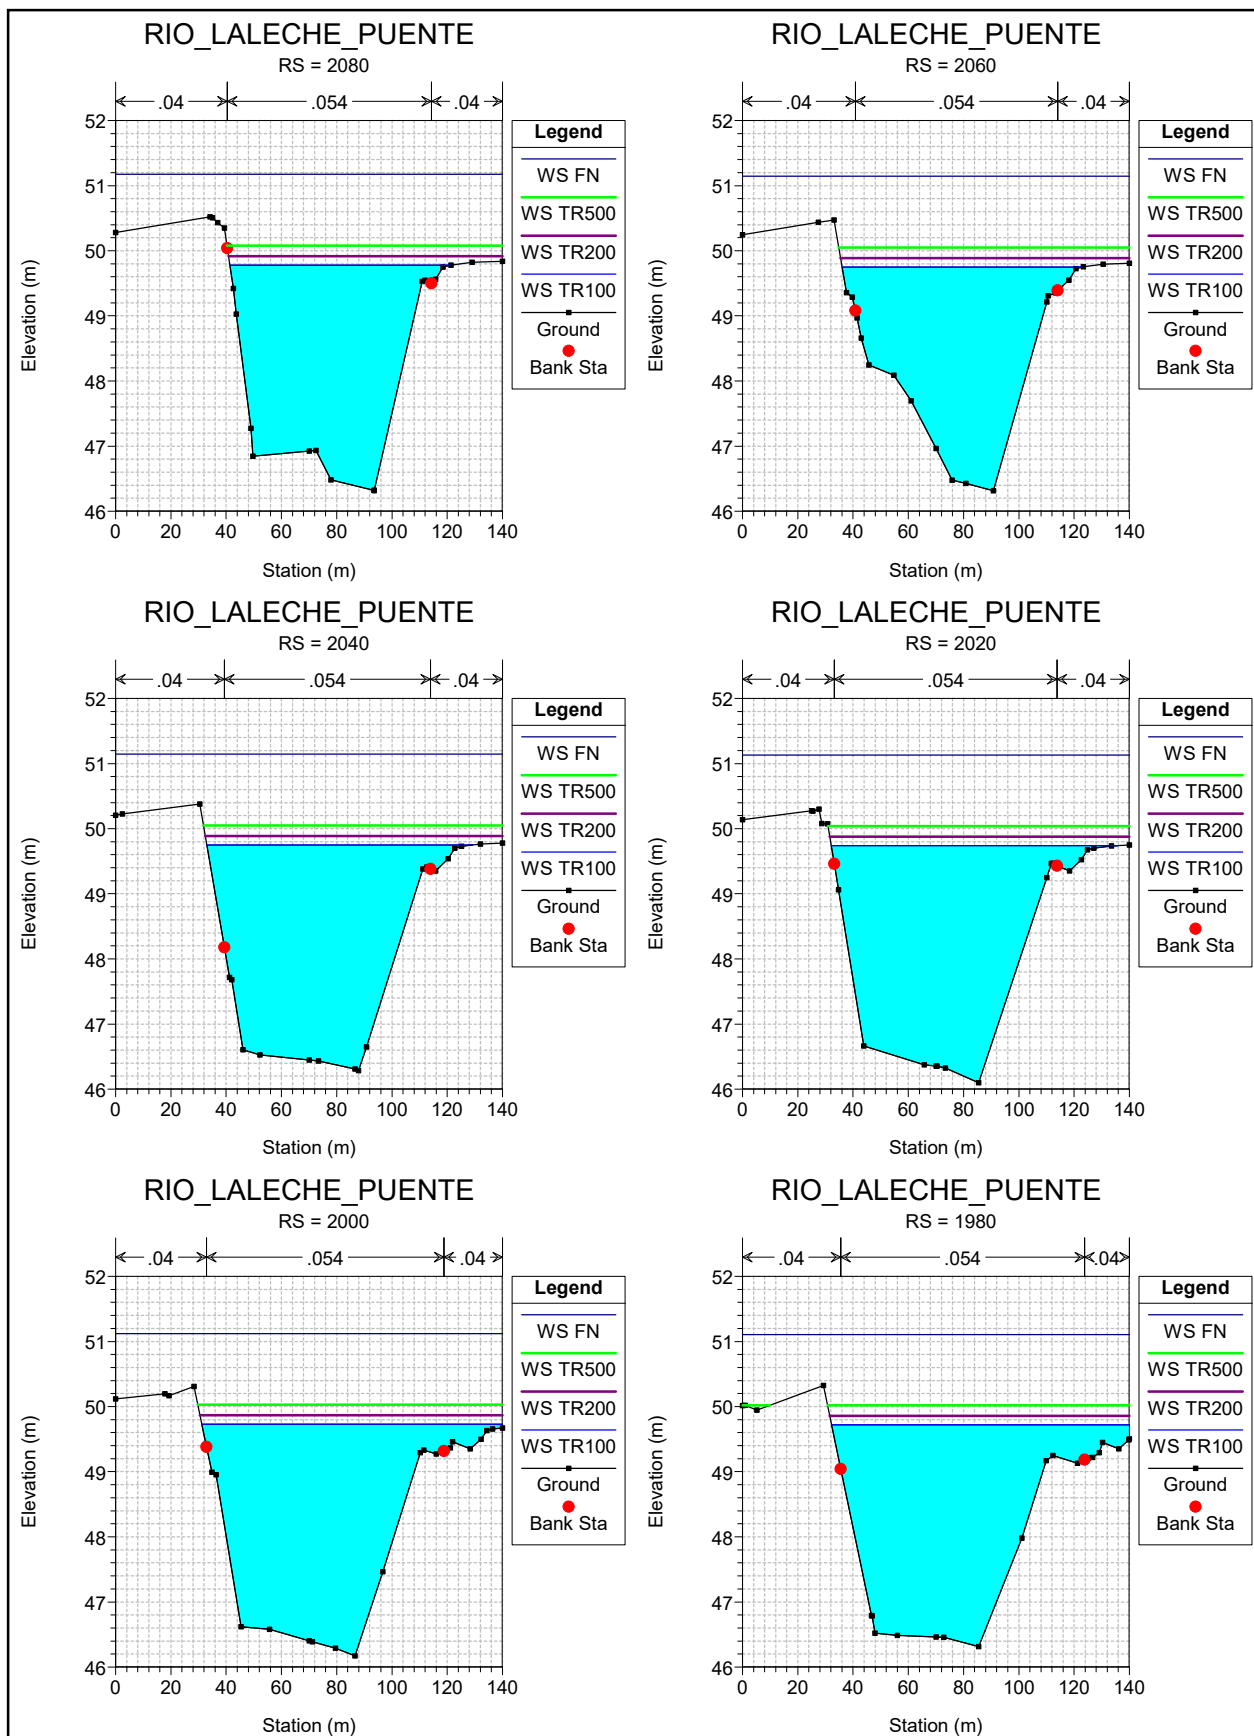 RIO_LALECHE_PUENTE
RS = 2080
.04 .054 .04
52
51
50
49
48
47
46
Elevation (m)
0 20 40 60 80 100 120 140
Station (m)
Legend
WS FN
WS TR500
WS TR200
WS TR100
Ground
Bank Sta
RIO_LALECHE_PUENTE
RS = 2060
.04 .054 .04
52
51
50
49
48
47
46
Elevation (m)
0 20 40 60 80 100 120 140
Station (m)
Legend
WS FN
WS TR500
WS TR200
WS TR100
Ground
Bank Sta
RIO_LALECHE_PUENTE
RS = 2040
.04 .054 .04
52
51
50
49
48
47
46
Elevation (m)
0 20 40 60 80 100 120 140
Station (m)
Legend
WS FN
WS TR500
WS TR200
WS TR100
Ground
Bank Sta
RIO_LALECHE_PUENTE
RS = 2020
.04 .054 .04
52
51
50
49
48
47
46
Elevation (m)
0 20 40 60 80 100 120 140
Station (m)
Legend
WS FN
WS TR500
WS TR200
WS TR100
Ground
Bank Sta
RIO_LALECHE_PUENTE
RS = 2000
.04 .054 .04
52
51
50
49
48
47
46
Elevation (m)
0 20 40 60 80 100 120 140
Station (m)
Legend
WS FN
WS TR500
WS TR200
WS TR100
Ground
Bank Sta
RIO_LALECHE_PUENTE
RS = 1980
.04 .054 .04
52
51
50
49
48
47
46
Elevation (m)
0 20 40 60 80 100 120 140
Station (m)
Legend
WS FN
WS TR500
WS TR200
WS TR100
Ground
Bank Sta